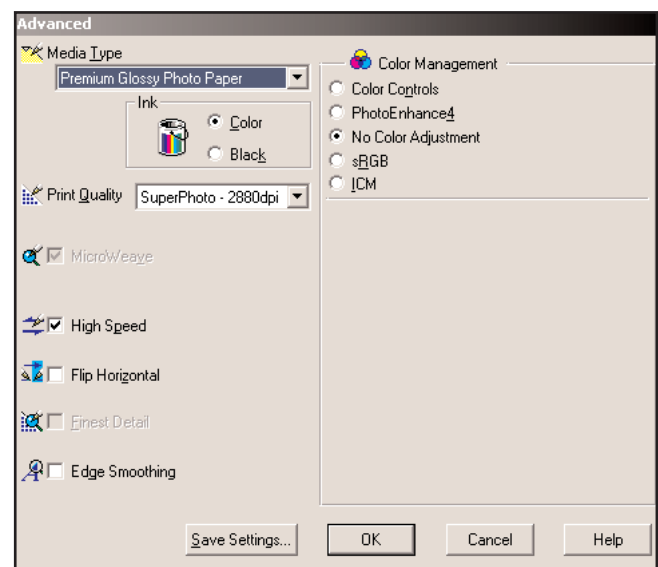 Advanced
Media Type
Premium Glossy Photo Paper
Ink
Color
Black
Print Quality
SuperPhoto - 2880dpi
MicroWeave
High Speed
Flip Horizontal
Finest Detail
Edge Smoothing
Color Management
Color Controls
PhotoEnhance4
No Color Adjustment
sRGB
ICM
Save Settings...
OK
Cancel
Help